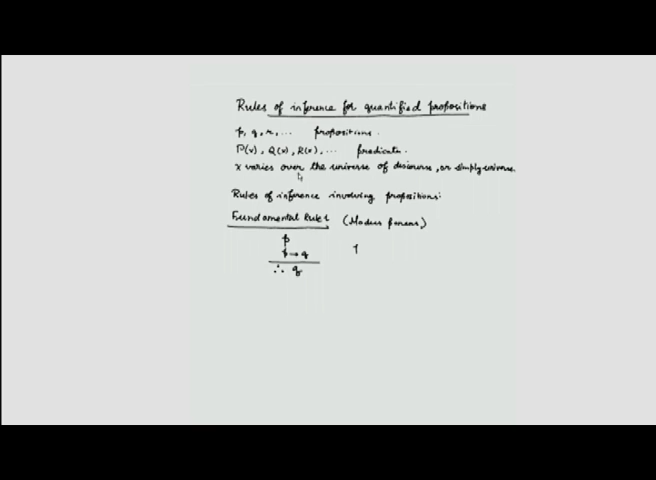 Rules of inference for quantified propositions
p, q, r, ... propositions.
P(x), Q(x), R(x), ... predicates.
x varies over the universe of discourse, or simply universe.
Rules of inference involving propositions:
Fundamental Rule 1 (Modus ponens)
p
p → q
∴ q